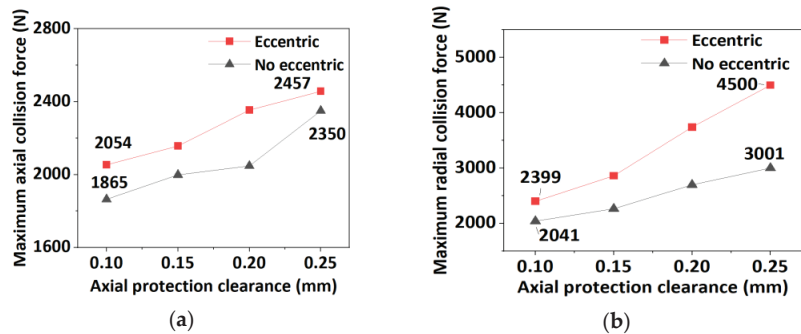 2800
2400
2000
1600
Maximum axial collision force (N)
Eccentric
No eccentric
2457
2054
2350
1865
0.10 0.15 0.20 0.25
Axial protection clearance (mm)
(a)
5000
4000
3000
2000
Maximum radial collision force (N)
Eccentric
No eccentric
4500
3001
2399
2041
0.10 0.15 0.20 0.25
Axial protection clearance (mm)
(b)